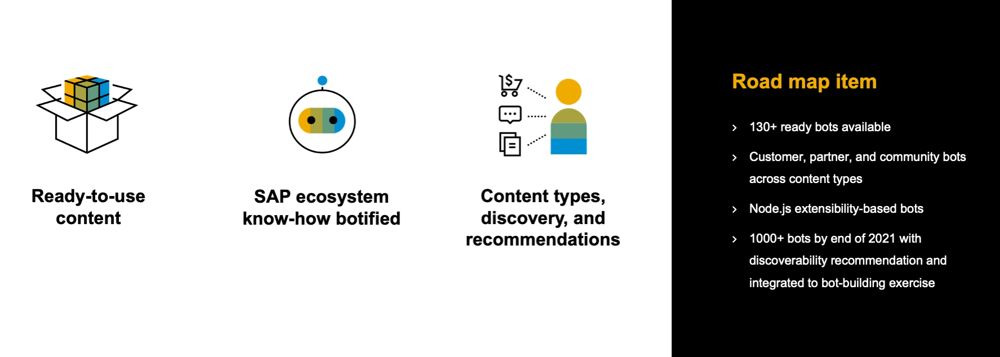 Ready-to-use
content
SAP ecosystem
know-how botified
$
Content types,
discovery, and
recommendations
Road map item
› 130+ ready bots available
› Customer, partner, and community bots
across content types
› Node.js extensibility-based bots
› 1000+ bots by end of 2021 with
discoverability recommendation and
integrated to bot-building exercise